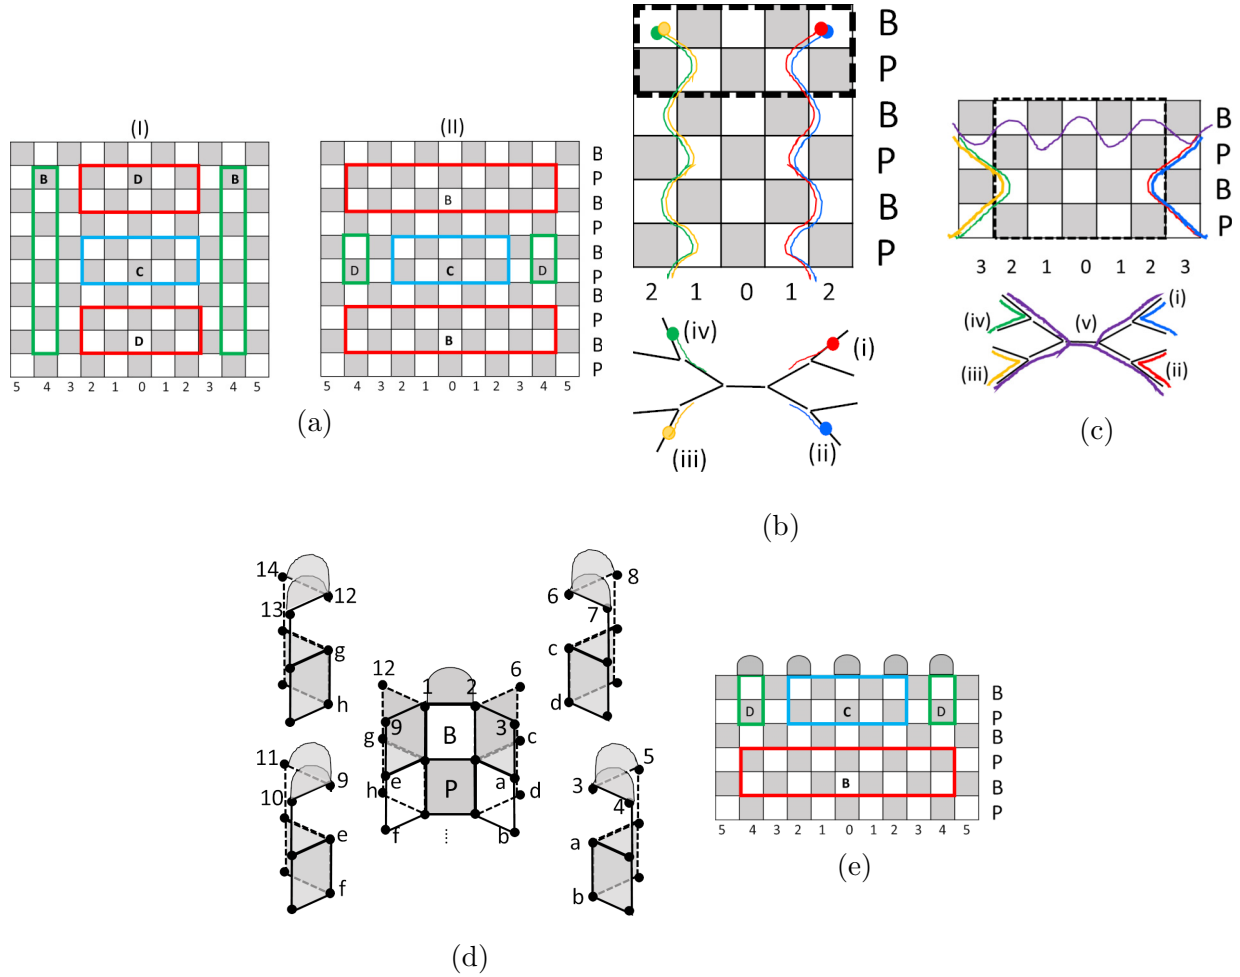 (I)
(II)
B
D
B
B
P
B
B
P
D
C
D
C
D
B
P
B
P
D
B
B
B
P
5 4 3 2 1 0 1 2 3 4 5
5 4 3 2 1 0 1 2 3 4 5
(a)
B
P
B
P
B
P
2 1 0 1 2
(iv)
(i)
(iii)
(ii)
(b)
B
P
B
P
3 2 1 0 1 2 3
(iv)
(v)
(i)
(iii)
(ii)
(c)
14
12
13
g
h
11
9
10
e
f
12
1
2
6
9
B
3
g
c
e
P
a
h
d
f
b
8
6
7
c
d
5
3
4
a
b
(d)
B
D
C
D
P
B
P
B
B
P
5 4 3 2 1 0 1 2 3 4 5
(e)